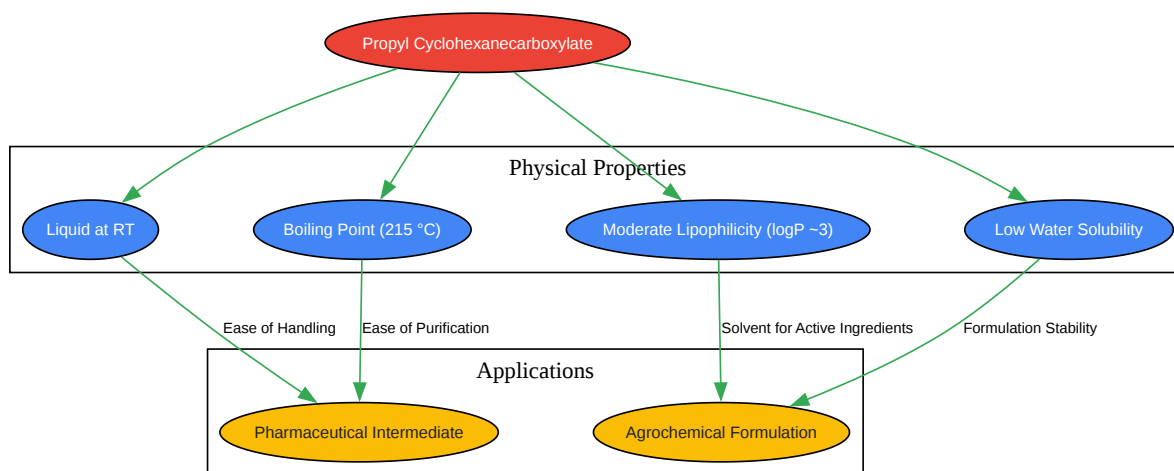 Propyl Cyclohexanecarboxylate
Physical Properties
Liquid at RT
Boiling Point (215 °C)
Moderate Lipophilicity (logP ~3)
Low Water Solubility
Ease of Handling
Ease of Purification
Solvent for Active Ingredients
Formulation Stability
Applications
Pharmaceutical Intermediate
Agrochemical Formulation